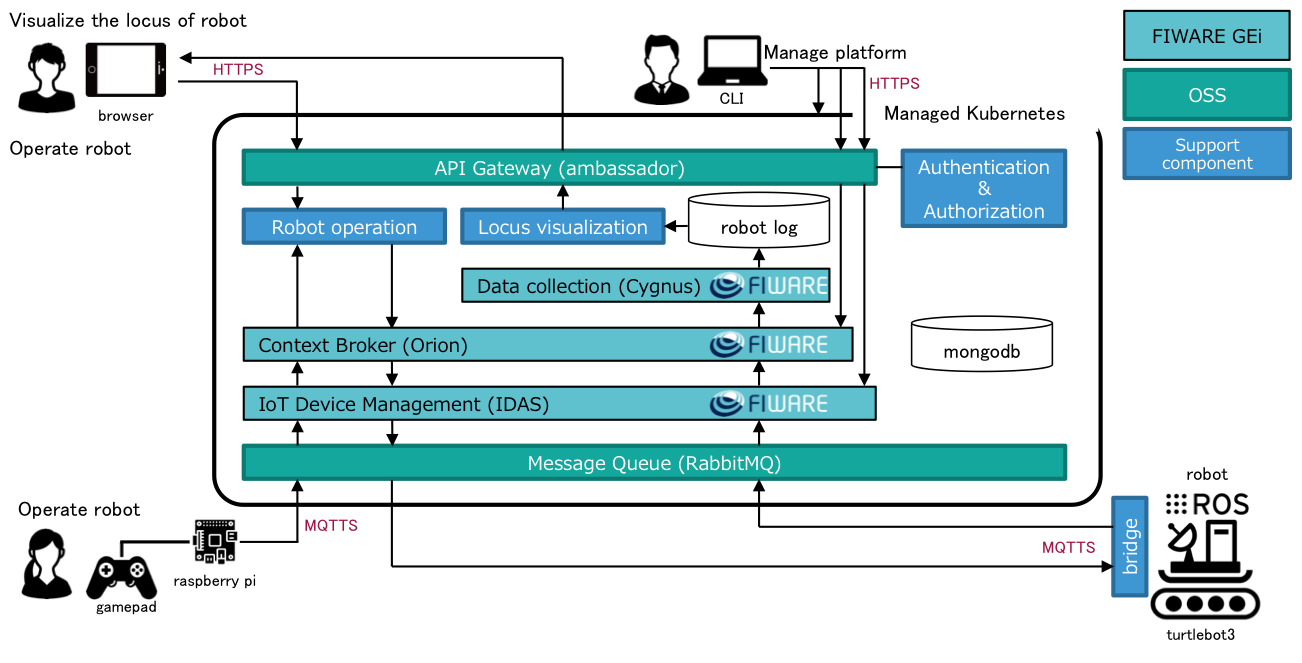 Visualize the locus of robot
HTTPS
browser
Operate robot
Manage platform
CLI
HTTPS
FIWARE GEi
OSS
Support
component
Managed Kubernetes
API Gateway (ambassador)
Authentication
&
Authorization
Robot operation
Locus visualization
robot log
Data collection (Cygnus)
FIWARE
Context Broker (Orion)
FIWARE
mongodb
IoT Device Management (IDAS)
FIWARE
Message Queue (RabbitMQ)
Operate robot
MQTTS
gamepad
raspberry pi
MQTTS
bridge
robot
ROS
turtlebot3